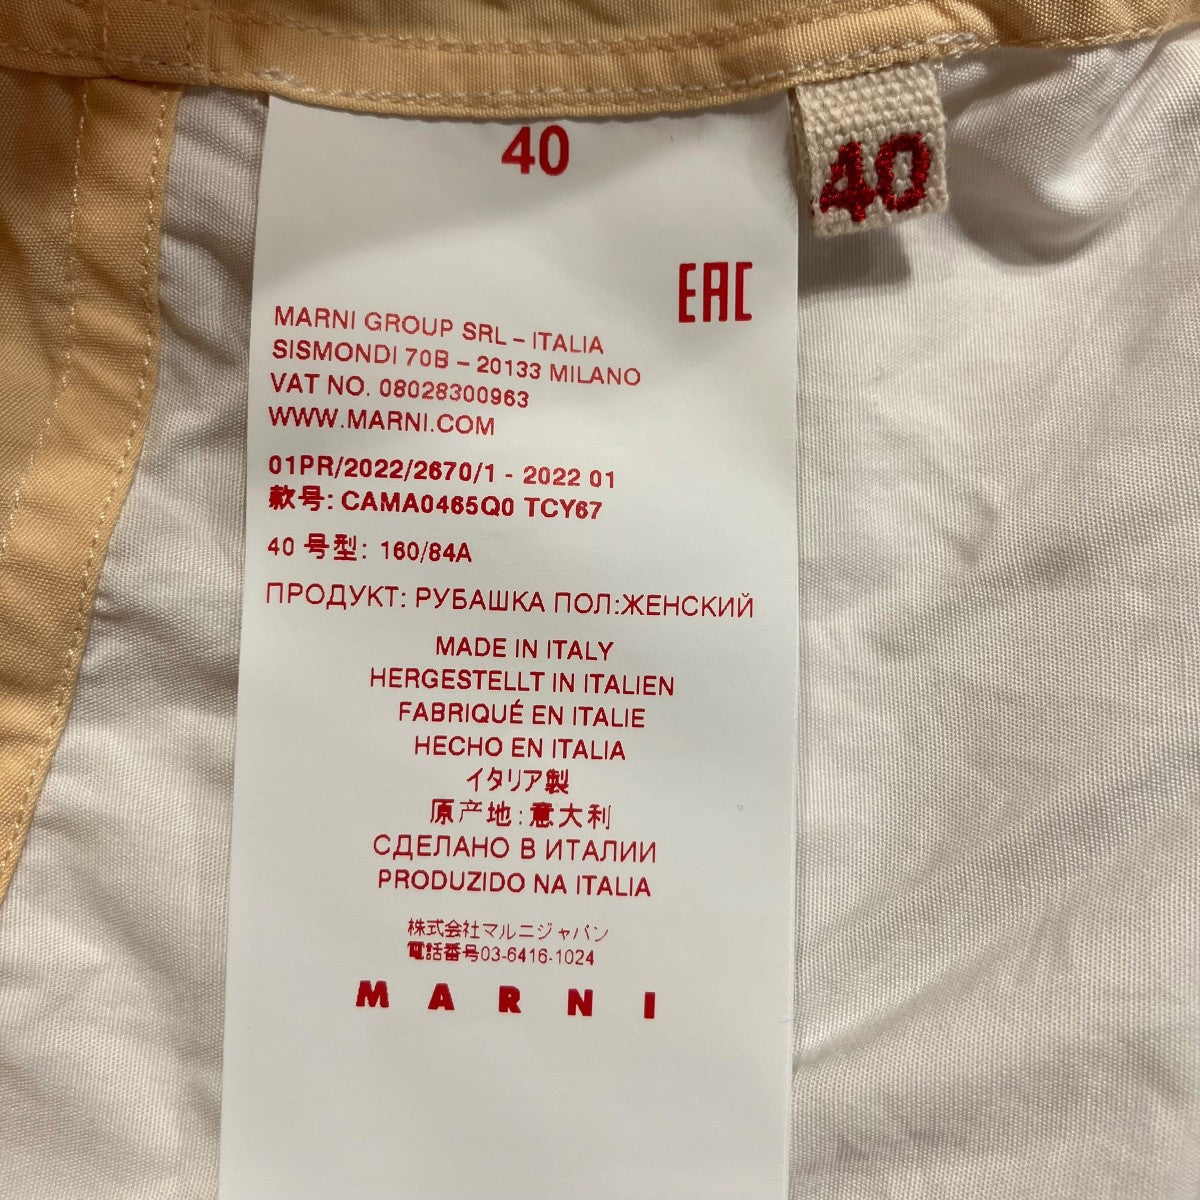 40
40
EAC
MARNI GROUP SRL – ITALIA
SISMONDI 70B – 20133 MILANO
VAT NO. 08028300963
WWW.MARNI.COM
01PR/2022/2670/1 - 2022 01
款号: CAMA0465Q0 TCY67
40 号型: 160/84A
ПРОДУКТ: РУБАШКА ПОЛ:ЖЕНСКИЙ
MADE IN ITALY
HERGESTELLT IN ITALIEN
FABRIQUÉ EN ITALIE
HECHO EN ITALIA
イタリア製
原产地:意大利
СДЕЛАНО В ИТАЛИИ
PRODUZIDO NA ITALIA
株式会社マルニジャパン
電話番号03-6416-1024
MARNI